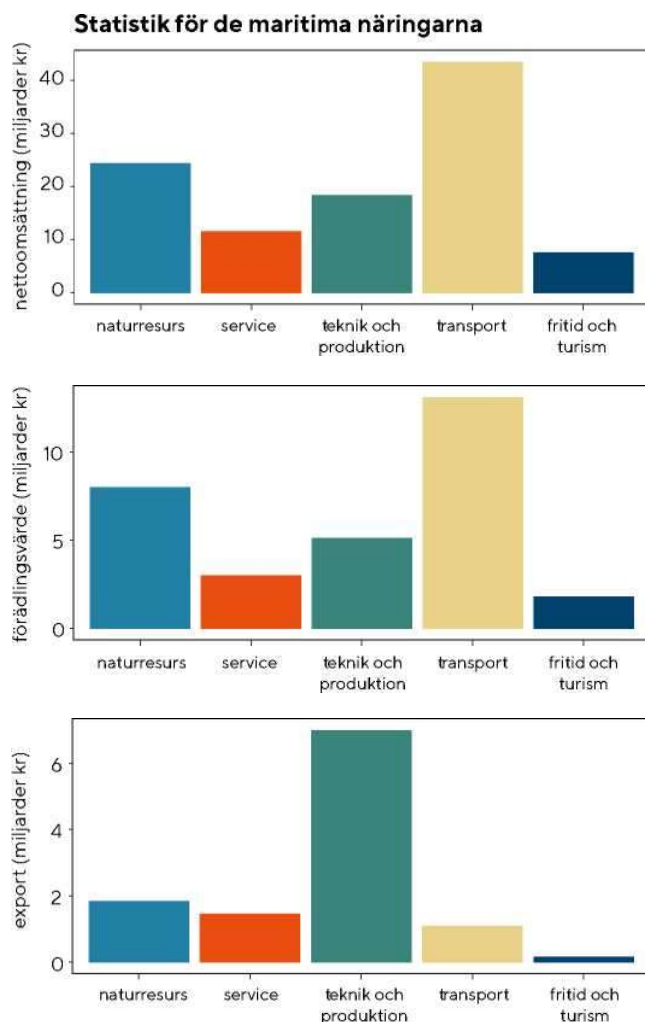 Statistik för de maritima näringarna
nettoomsättning (miljarder kr)
40
30
20
10
0
naturresurs service teknik och produktion transport fritid och turism
förädlingsvärde (miljarder kr)
10
5
0
naturresurs service teknik och produktion transport fritid och turism
export (miljarder kr)
6
4
2
0
naturresurs service teknik och produktion transport fritid och turism